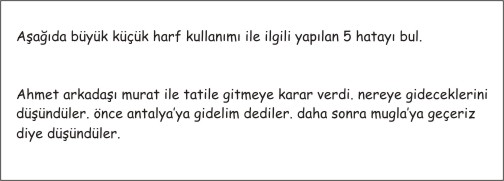 Aşağıda büyük küçük harf kullanımı ile ilgili yapılan 5 hatayı bul.
Ahmet arkadaşı murat ile tatile gitmeye karar verdi. nereye gideceklerini
düşündüler. önce antalya'ya gidelim dediler. daha sonra mugla'ya geçeriz
diye düşündüler.